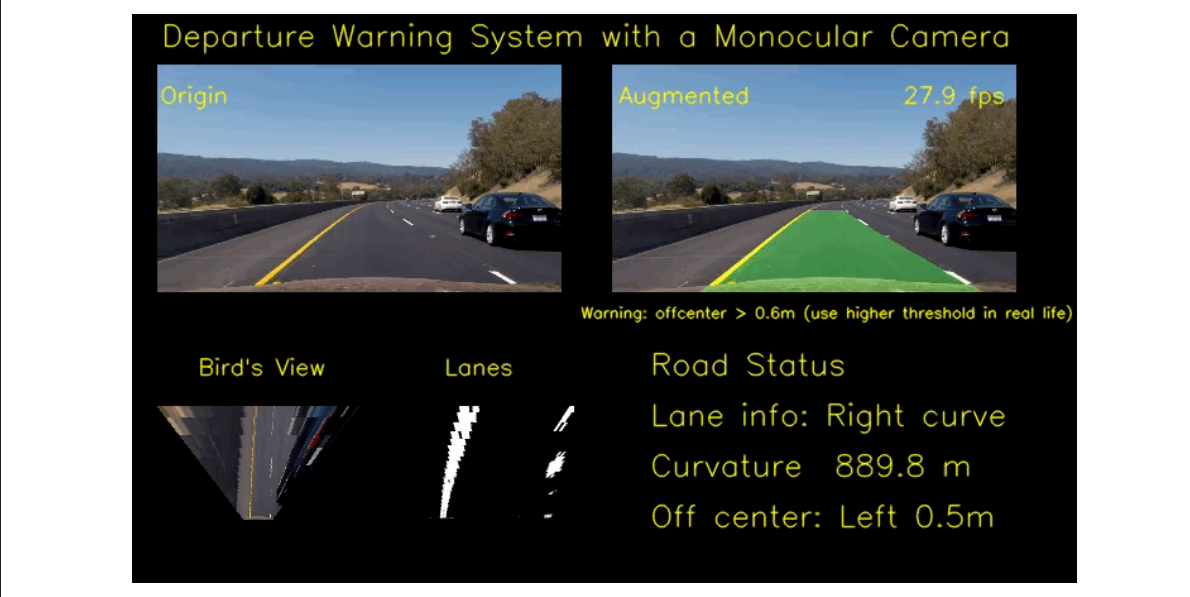 Departure Warning System with a Monocular Camera
Origin
Augmented 27.9 fps
Warning: offcenter > 0.6m (use higher threshold in real life)
Bird's View
Lanes
Road Status
Lane info: Right curve
Curvature 889.8 m
Off center: Left 0.5m